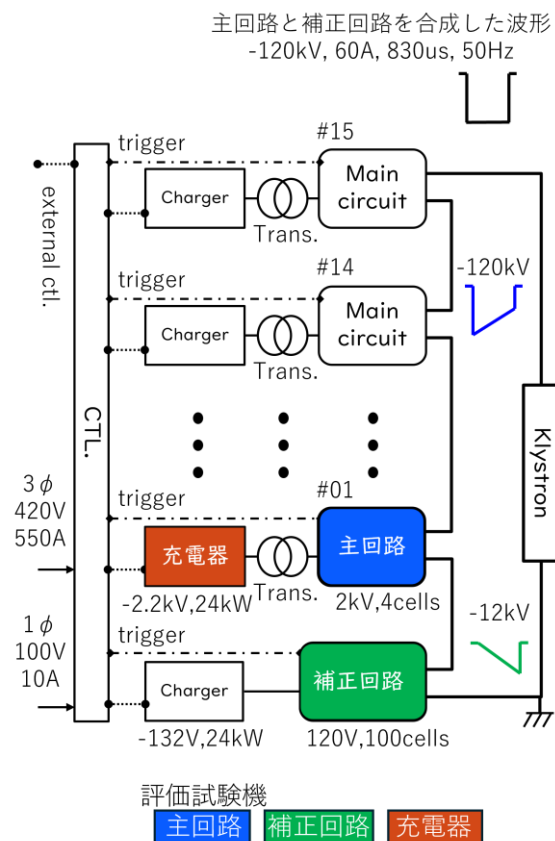 主回路と補正回路を合成した波形
-120kV, 60A, 830us, 50Hz
trigger
#15
Charger
Trans.
Main
circuit
external ctl.
trigger
#14
Charger
Trans.
Main
circuit
-120kV
CTL.
Klystron
3φ
420V
550A
trigger
#01
充電器
Trans.
主回路
-2.2kV,24kW
2kV,4cells
1φ
100V
10A
trigger
-12kV
Charger
補正回路
-132V,24kW
120V,100cells
評価試験機
主回路 補正回路 充電器